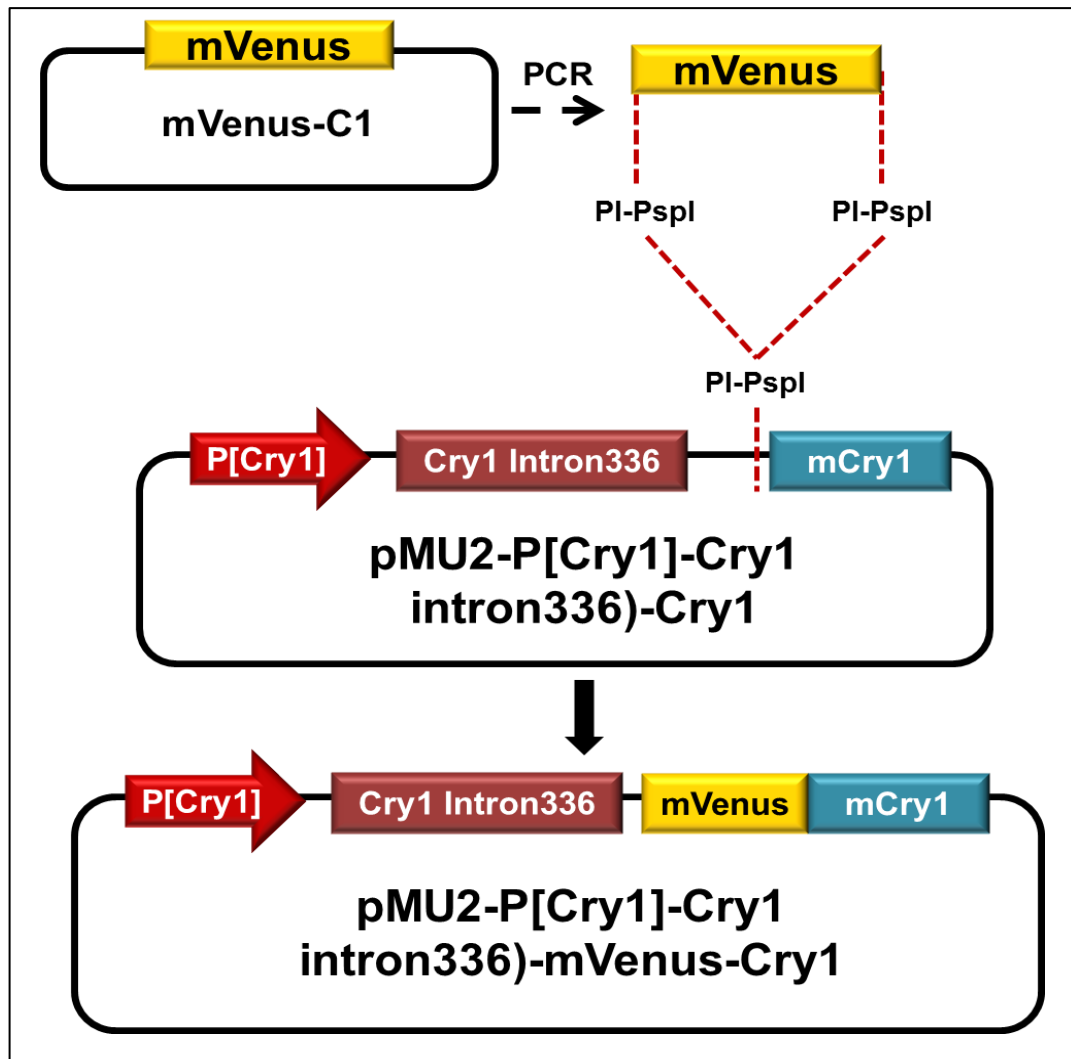 mVenus
mVenus-C1
PCR
mVenus
PI-PspI
PI-PspI
PI-PspI
P[Cry1]
Cry1 Intron336
mCry1
pMU2-P[Cry1]-Cry1
intron336)-Cry1
P[Cry1]
Cry1 Intron336
mVenus
mCry1
pMU2-P[Cry1]-Cry1
intron336)-mVenus-Cry1